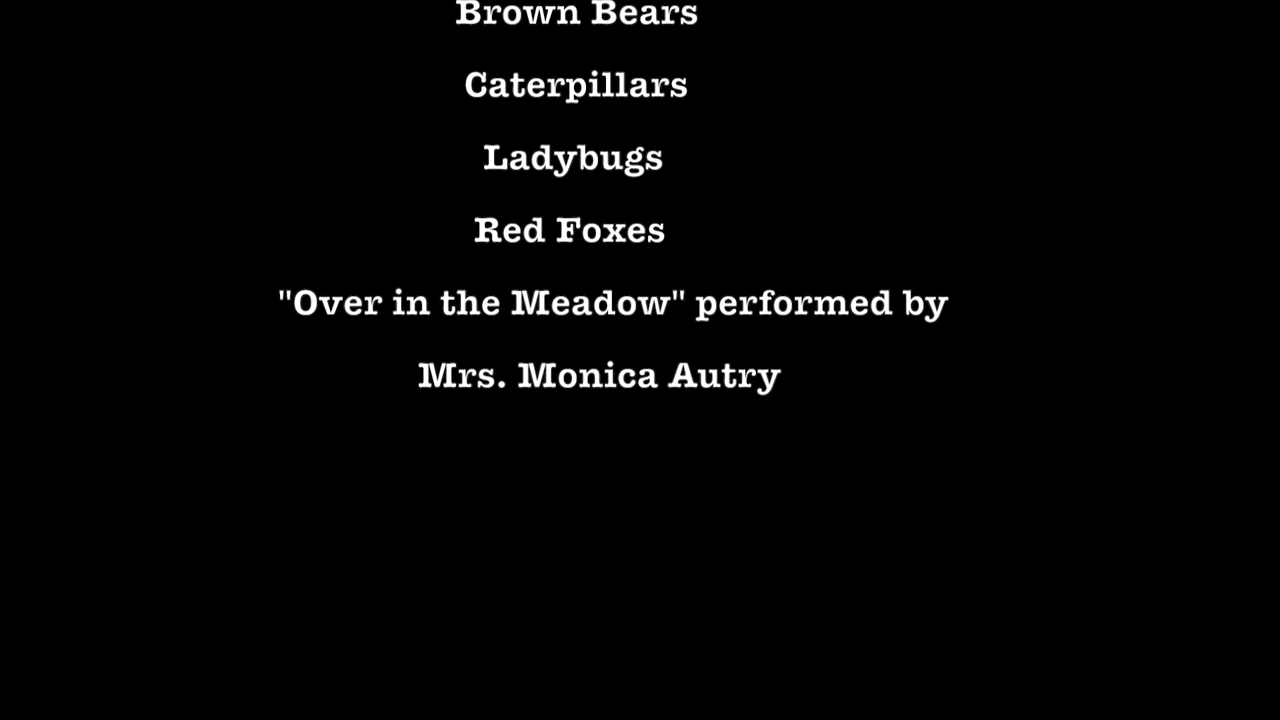 Brown Bears
Caterpillars
Ladybugs
Red Foxes
"Over in the Meadow" performed by
Mrs. Monica Autry